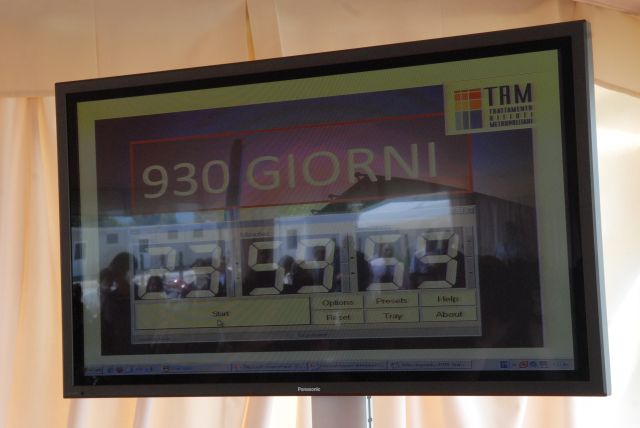 TRM
TRATTAMENTO
RIFIUTI
METROPOLITANI
930 GIORNI
23 59 59
Start
Options Presets Help
Reset Tray About
Panasonic